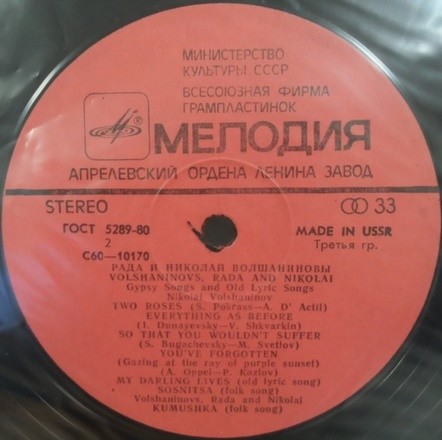 МИНИСТЕРСТВО
КУЛЬТУРЫ СССР
ВСЕСОЮЗНАЯ ФИРМА
ГРАМПЛАСТИНОК
МЕЛОДИЯ
АПРЕЛЕВСКИЙ ОРДЕНА ЛЕНИНА ЗАВОД
STEREO 33
ГОСТ 5289-80 MADE IN USSR
2 Третья гр.
С60—10170
РАДА И НИКОЛАЙ ВОЛШАНИНОВЫ
VOLSHANINOVS, RADA AND NIKOLAI
Gypsy Songs and Old Lyric Songs
Nikolai Volshaninov
TWO ROSES (S. Pokrass—A. D' Actil)
EVERYTHING AS BEFORE
(I. Dunayevsky—V. Shkvarkin)
SO THAT YOU WOULDN'T SUFFER
(S. Bugachevsky—M. Svetlov)
YOU'VE FORGOTTEN
(Gazing at the ray of purple sunset)
(A. Oppel—P. Kozlov)
MY DARLING LIVES (old lyric song)
SOSNITSA (folk song)
Volshaninovs, Rada and Nikolai
KUMUSHKA (folk song)